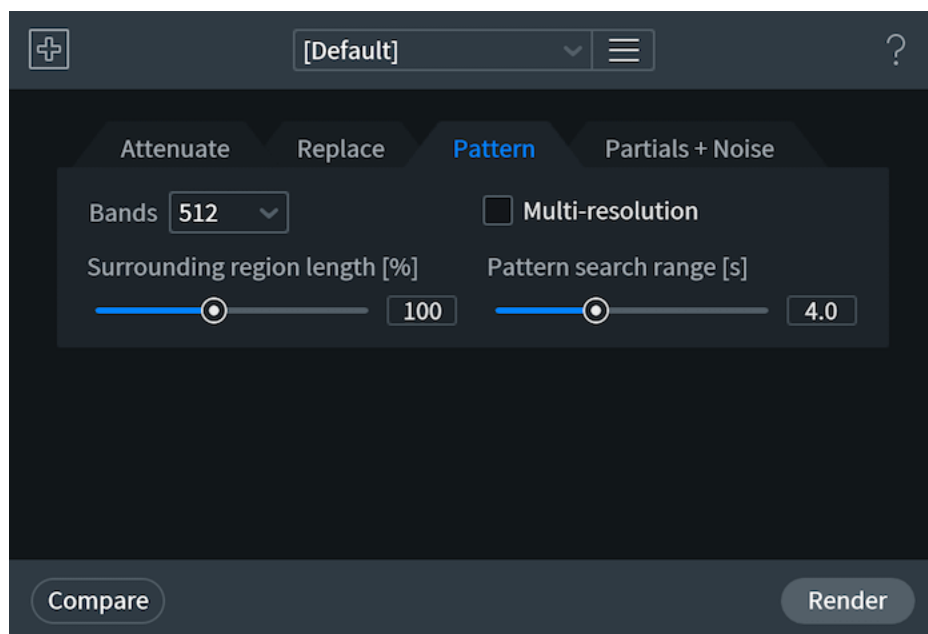 [Default]
?
Attenuate Replace Pattern Partials + Noise
Bands 512 Multi-resolution
Surrounding region length [%] Pattern search range [s]
100 4.0
Compare Render